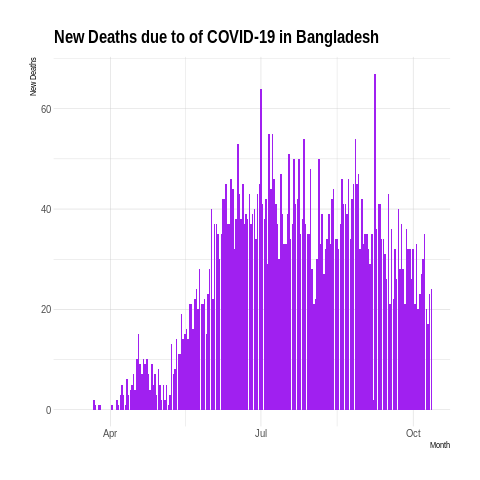 New Deaths due to of COVID-19 in Bangladesh
New Deaths
60
40
20
0
Apr
Jul
Oct
Month